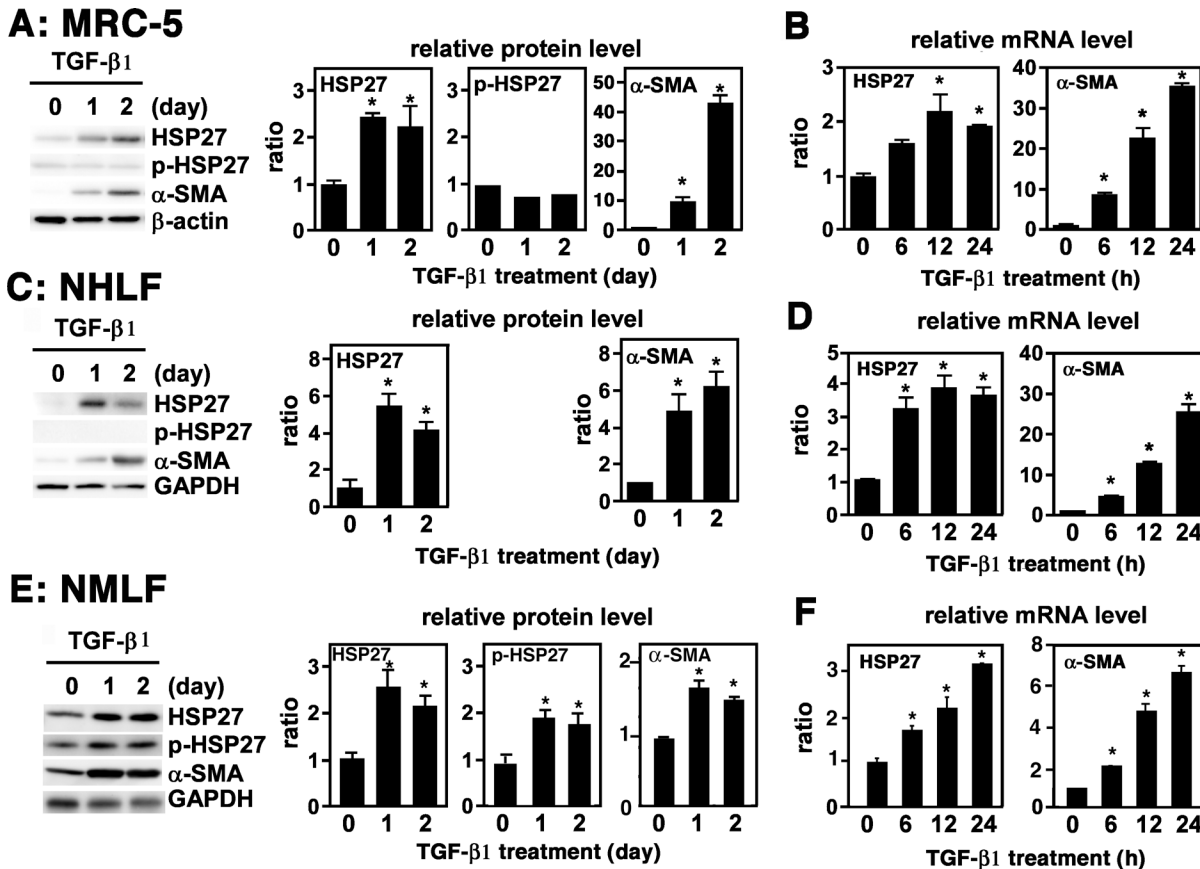 A: MRC-5
TGF-β1
0 1 2 (day)
HSP27
p-HSP27
α-SMA
β-actin
relative protein level
ratio
HSP27
3
2
1
0
0 1 2
p-HSP27
3
2
1
0
0 1 2
α-SMA
50
40
30
20
10
0
0 1 2
TGF-β1 treatment (day)
B
relative mRNA level
ratio
HSP27
3
2
1
0
0 6 12 24
α-SMA
40
30
20
10
0
0 6 12 24
TGF-β1 treatment (h)
C: NHLF
TGF-β1
0 1 2 (day)
HSP27
p-HSP27
α-SMA
GAPDH
relative protein level
ratio
HSP27
8
6
4
2
0
0 1 2
ratio
α-SMA
8
6
4
2
0
0 1 2
TGF-β1 treatment (day)
D
relative mRNA level
ratio
HSP27
5
4
3
2
1
0
0 6 12 24
α-SMA
40
30
20
10
0
0 6 12 24
TGF-β1 treatment (h)
E: NMLF
TGF-β1
0 1 2 (day)
HSP27
p-HSP27
α-SMA
GAPDH
relative protein level
ratio
HSP27
3
2
1
0
0 1 2
p-HSP27
3
2
1
0
0 1 2
α-SMA
2
1
0
0 1 2
TGF-β1 treatment (day)
F
relative mRNA level
ratio
HSP27
3
2
1
0
0 6 12 24
α-SMA
8
6
4
2
0
0 6 12 24
TGF-β1 treatment (h)